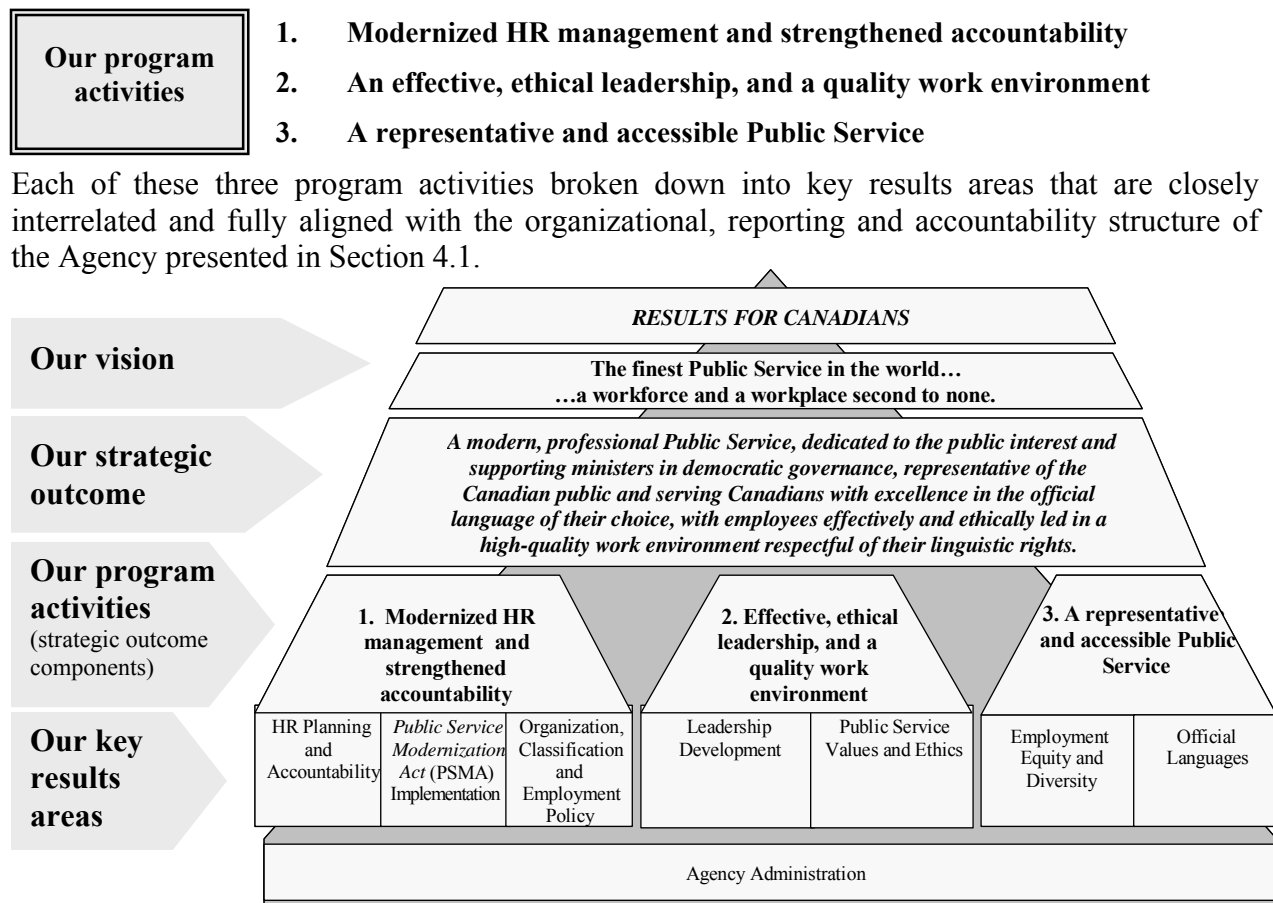 Our program
activities
1. Modernized HR management and strengthened accountability
2. An effective, ethical leadership, and a quality work environment
3. A representative and accessible Public Service
Each of these three program activities broken down into key results areas that are closely
interrelated and fully aligned with the organizational, reporting and accountability structure of
the Agency presented in Section 4.1.
RESULTS FOR CANADIANS
Our vision
The finest Public Service in the world…
…a workforce and a workplace second to none.
Our strategic
outcome
A modern, professional Public Service, dedicated to the public interest and
supporting ministers in democratic governance, representative of the
Canadian public and serving Canadians with excellence in the official
language of their choice, with employees effectively and ethically led in a
high-quality work environment respectful of their linguistic rights.
Our program
activities
(strategic outcome
components)
1. Modernized HR
management and
strengthened
accountability
2. Effective, ethical
leadership, and a
quality work
environment
3. A representative
and accessible Public
Service
Our key
results
areas
HR Planning
and
Accountability
Public Service
Modernization
Act (PSMA)
Implementation
Organization,
Classification
and
Employment
Policy
Leadership
Development
Public Service
Values and Ethics
Employment
Equity and
Diversity
Official
Languages
Agency Administration